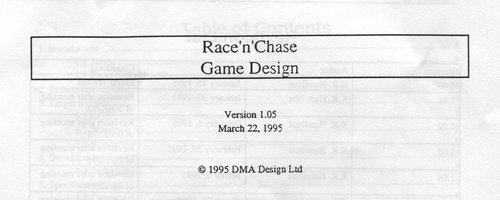 Race'n'Chase
Game Design
Version 1.05
March 22, 1995
© 1995 DMA Design Ltd